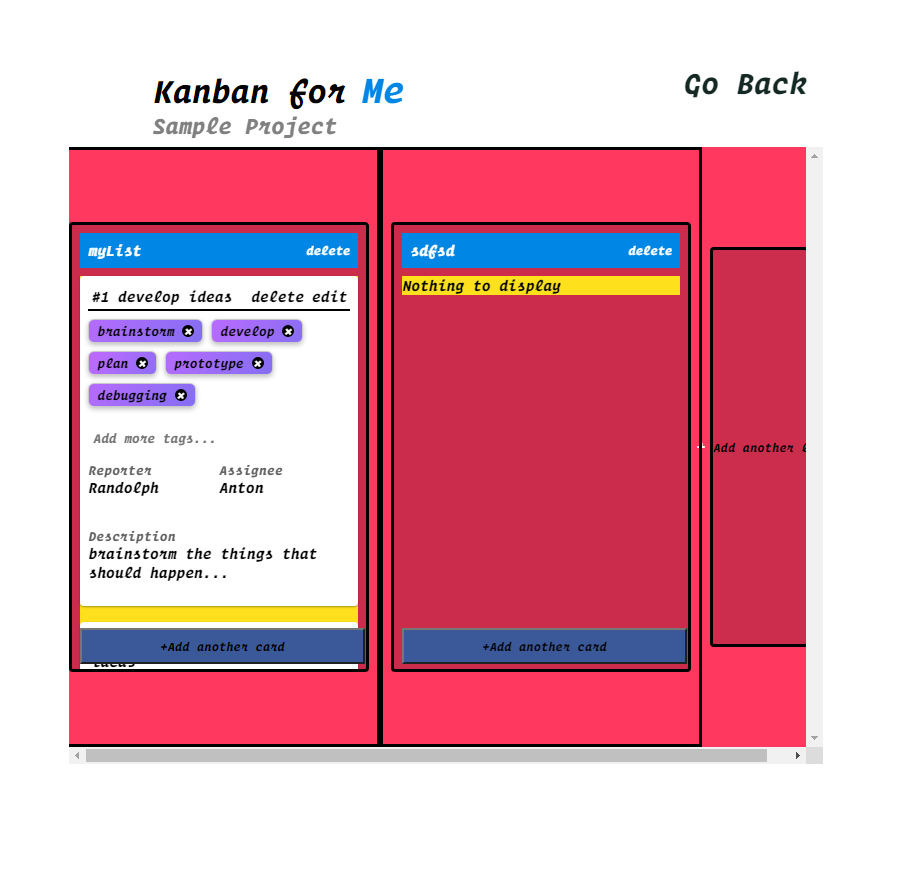 Kanban for Me
Go Back
Sample Project
myList delete
#1 develop ideas delete edit
brainstorm develop
plan prototype
debugging
Add more tags...
Reporter Assignee
Randolph Anton
Description
brainstorm the things that
should happen...
+Add another card
ideas
sdfsd delete
Nothing to display
+Add another card
+ Add another